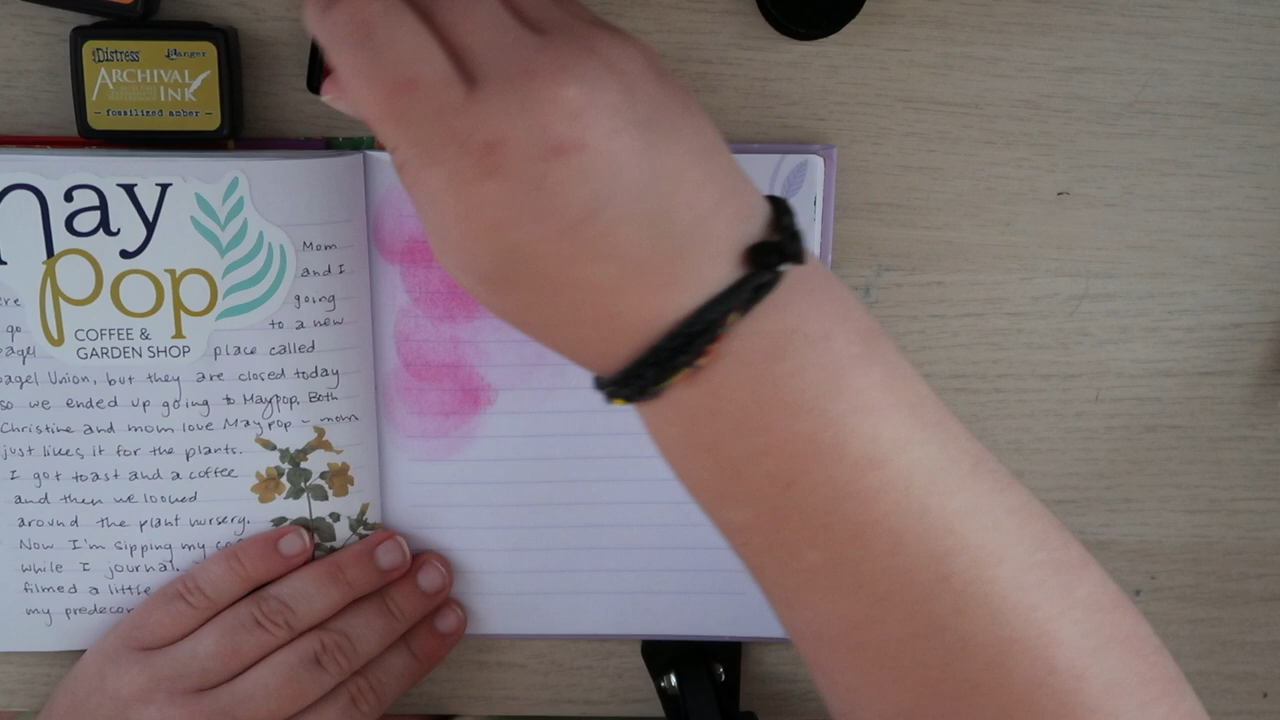 Distress Ranger
ARCHIVAL
INK
– fossilized amber –
May
Pop
COFFEE &
GARDEN SHOP
Mom
and I
going
go to a new
place called
Bagel Union, but they are closed today
so we ended up going to Maypop. Both
Christine and mom love Maypop – mom
just likes it for the plants.
I got toast and a coffee
and then we looked
around the plant nursery.
Now I'm sipping my
while I journal.
filmed a little
my